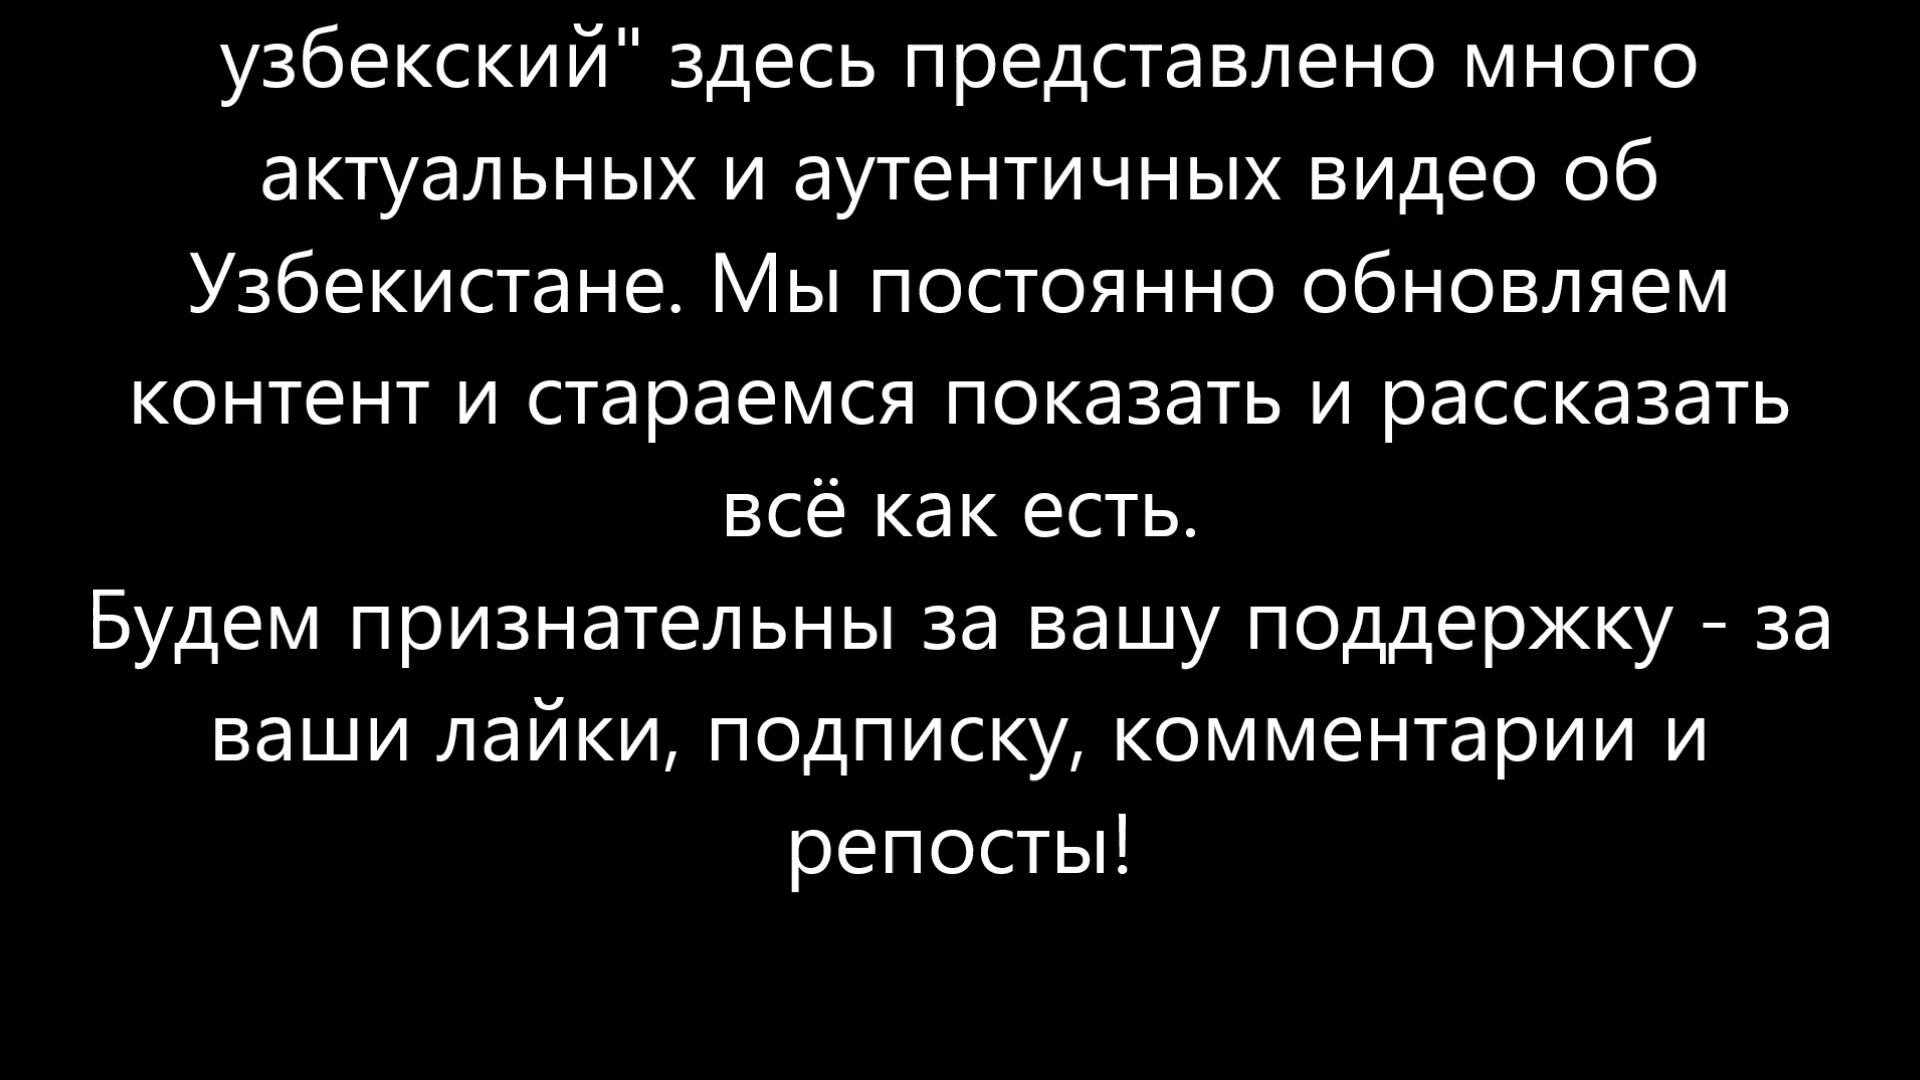 узбекский" здесь представлено много
актуальных и аутентичных видео об
Узбекистане. Мы постоянно обновляем
контент и стараемся показать и рассказать
всё как есть.
Будем признательны за вашу поддержку - за
ваши лайки, подписку, комментарии и
репосты!